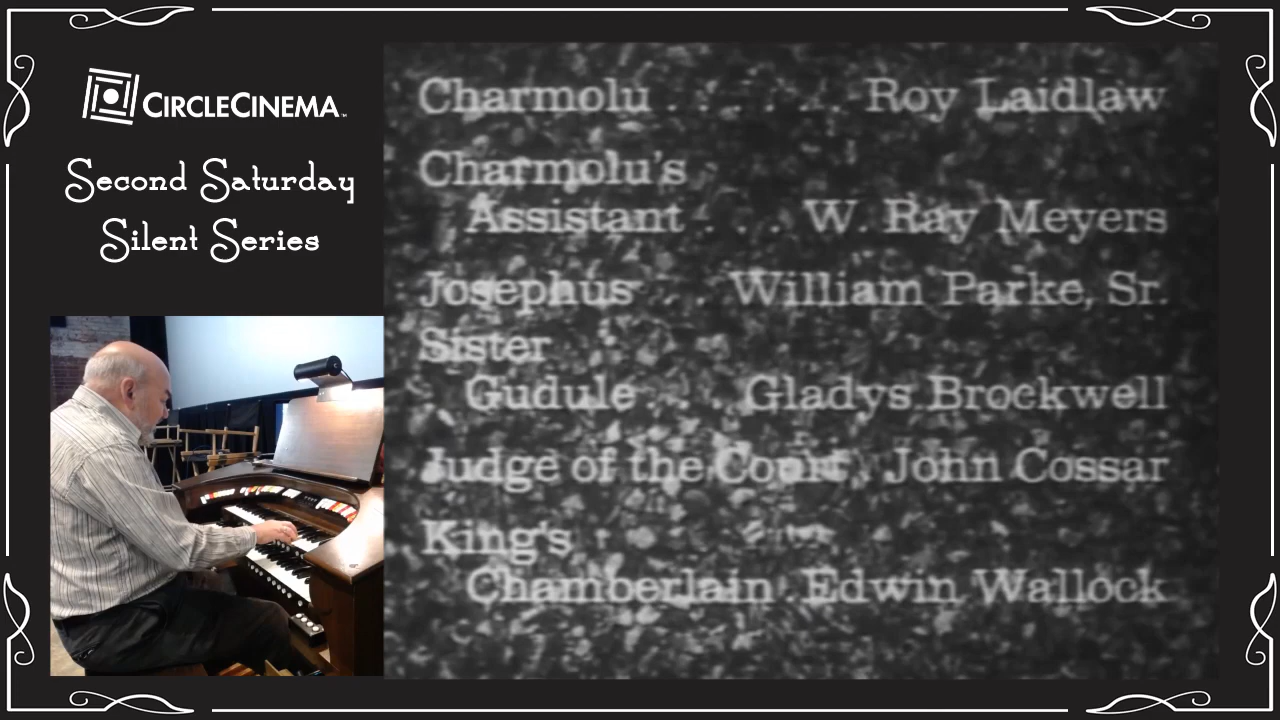 CIRCLECINEMA™
Second Saturday
Silent Series
Charmolu . . . . . . . Roy Laidlaw
Charmolu's
Assistant . . . W. Ray Meyers
Josephus . . William Parke, Sr.
Sister
Gudule . . . Gladys Brockwell
Judge of the Court, John Cossar
King's
Chamberlain . Edwin Wallock